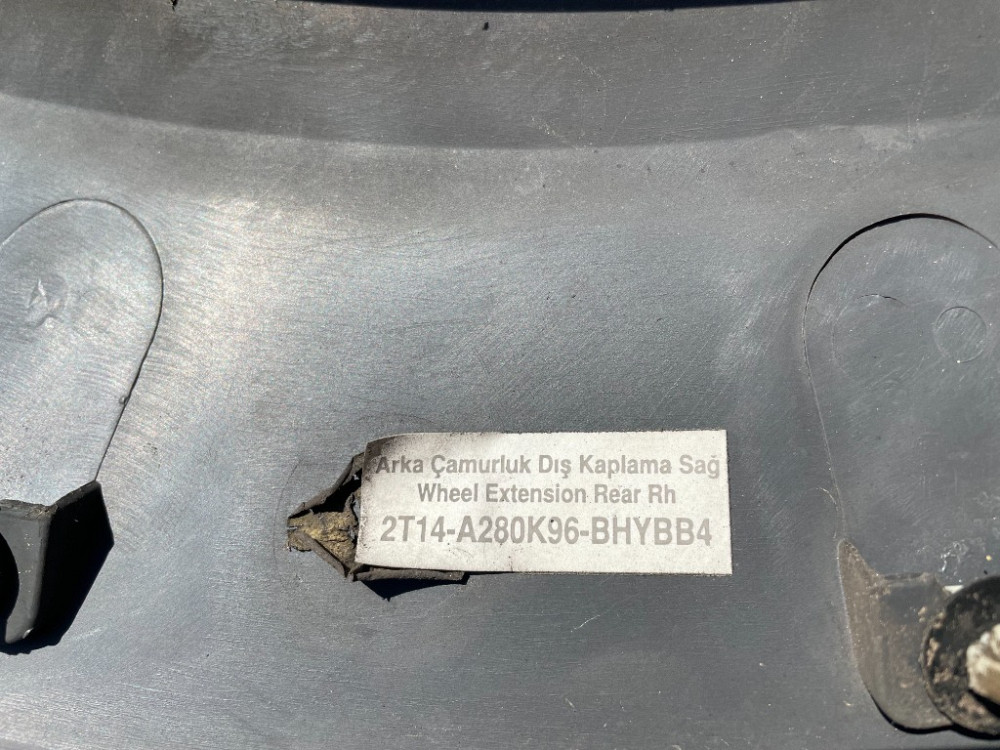 Arka Çamurluk Dış Kaplama Sağ
Wheel Extension Rear Rh
2T14-A280K96-BHYBB4